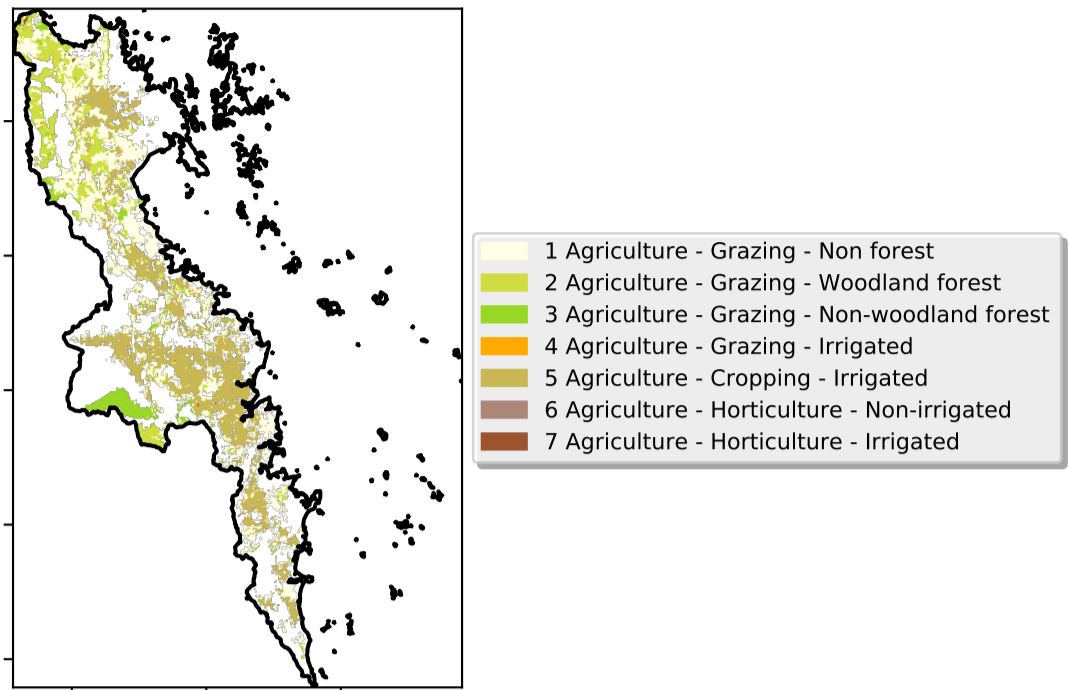 1 Agriculture - Grazing - Non forest
2 Agriculture - Grazing - Woodland forest
3 Agriculture - Grazing - Non-woodland forest
4 Agriculture - Grazing - Irrigated
5 Agriculture - Cropping - Irrigated
6 Agriculture - Horticulture - Non-irrigated
7 Agriculture - Horticulture - Irrigated